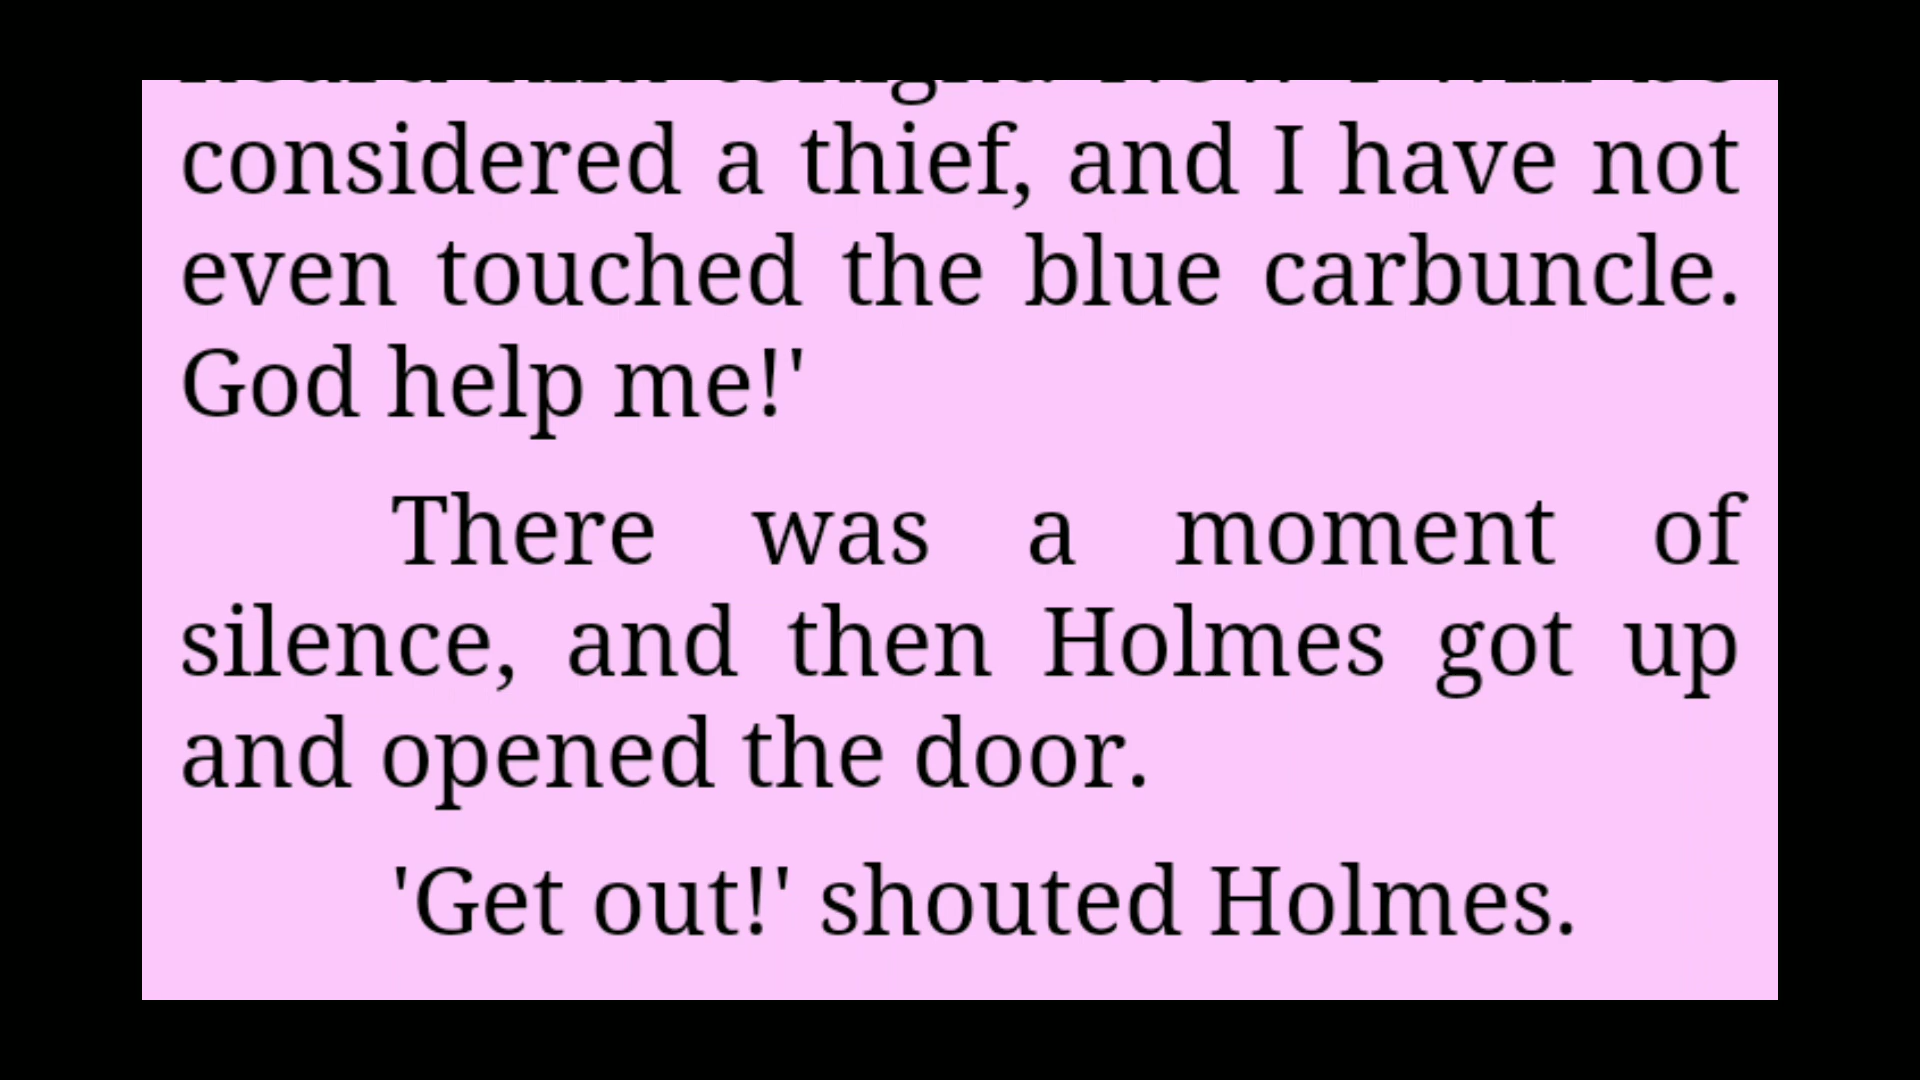 considered a thief, and I have not
even touched the blue carbuncle.
God help me!'
There was a moment of
silence, and then Holmes got up
and opened the door.
'Get out!' shouted Holmes.